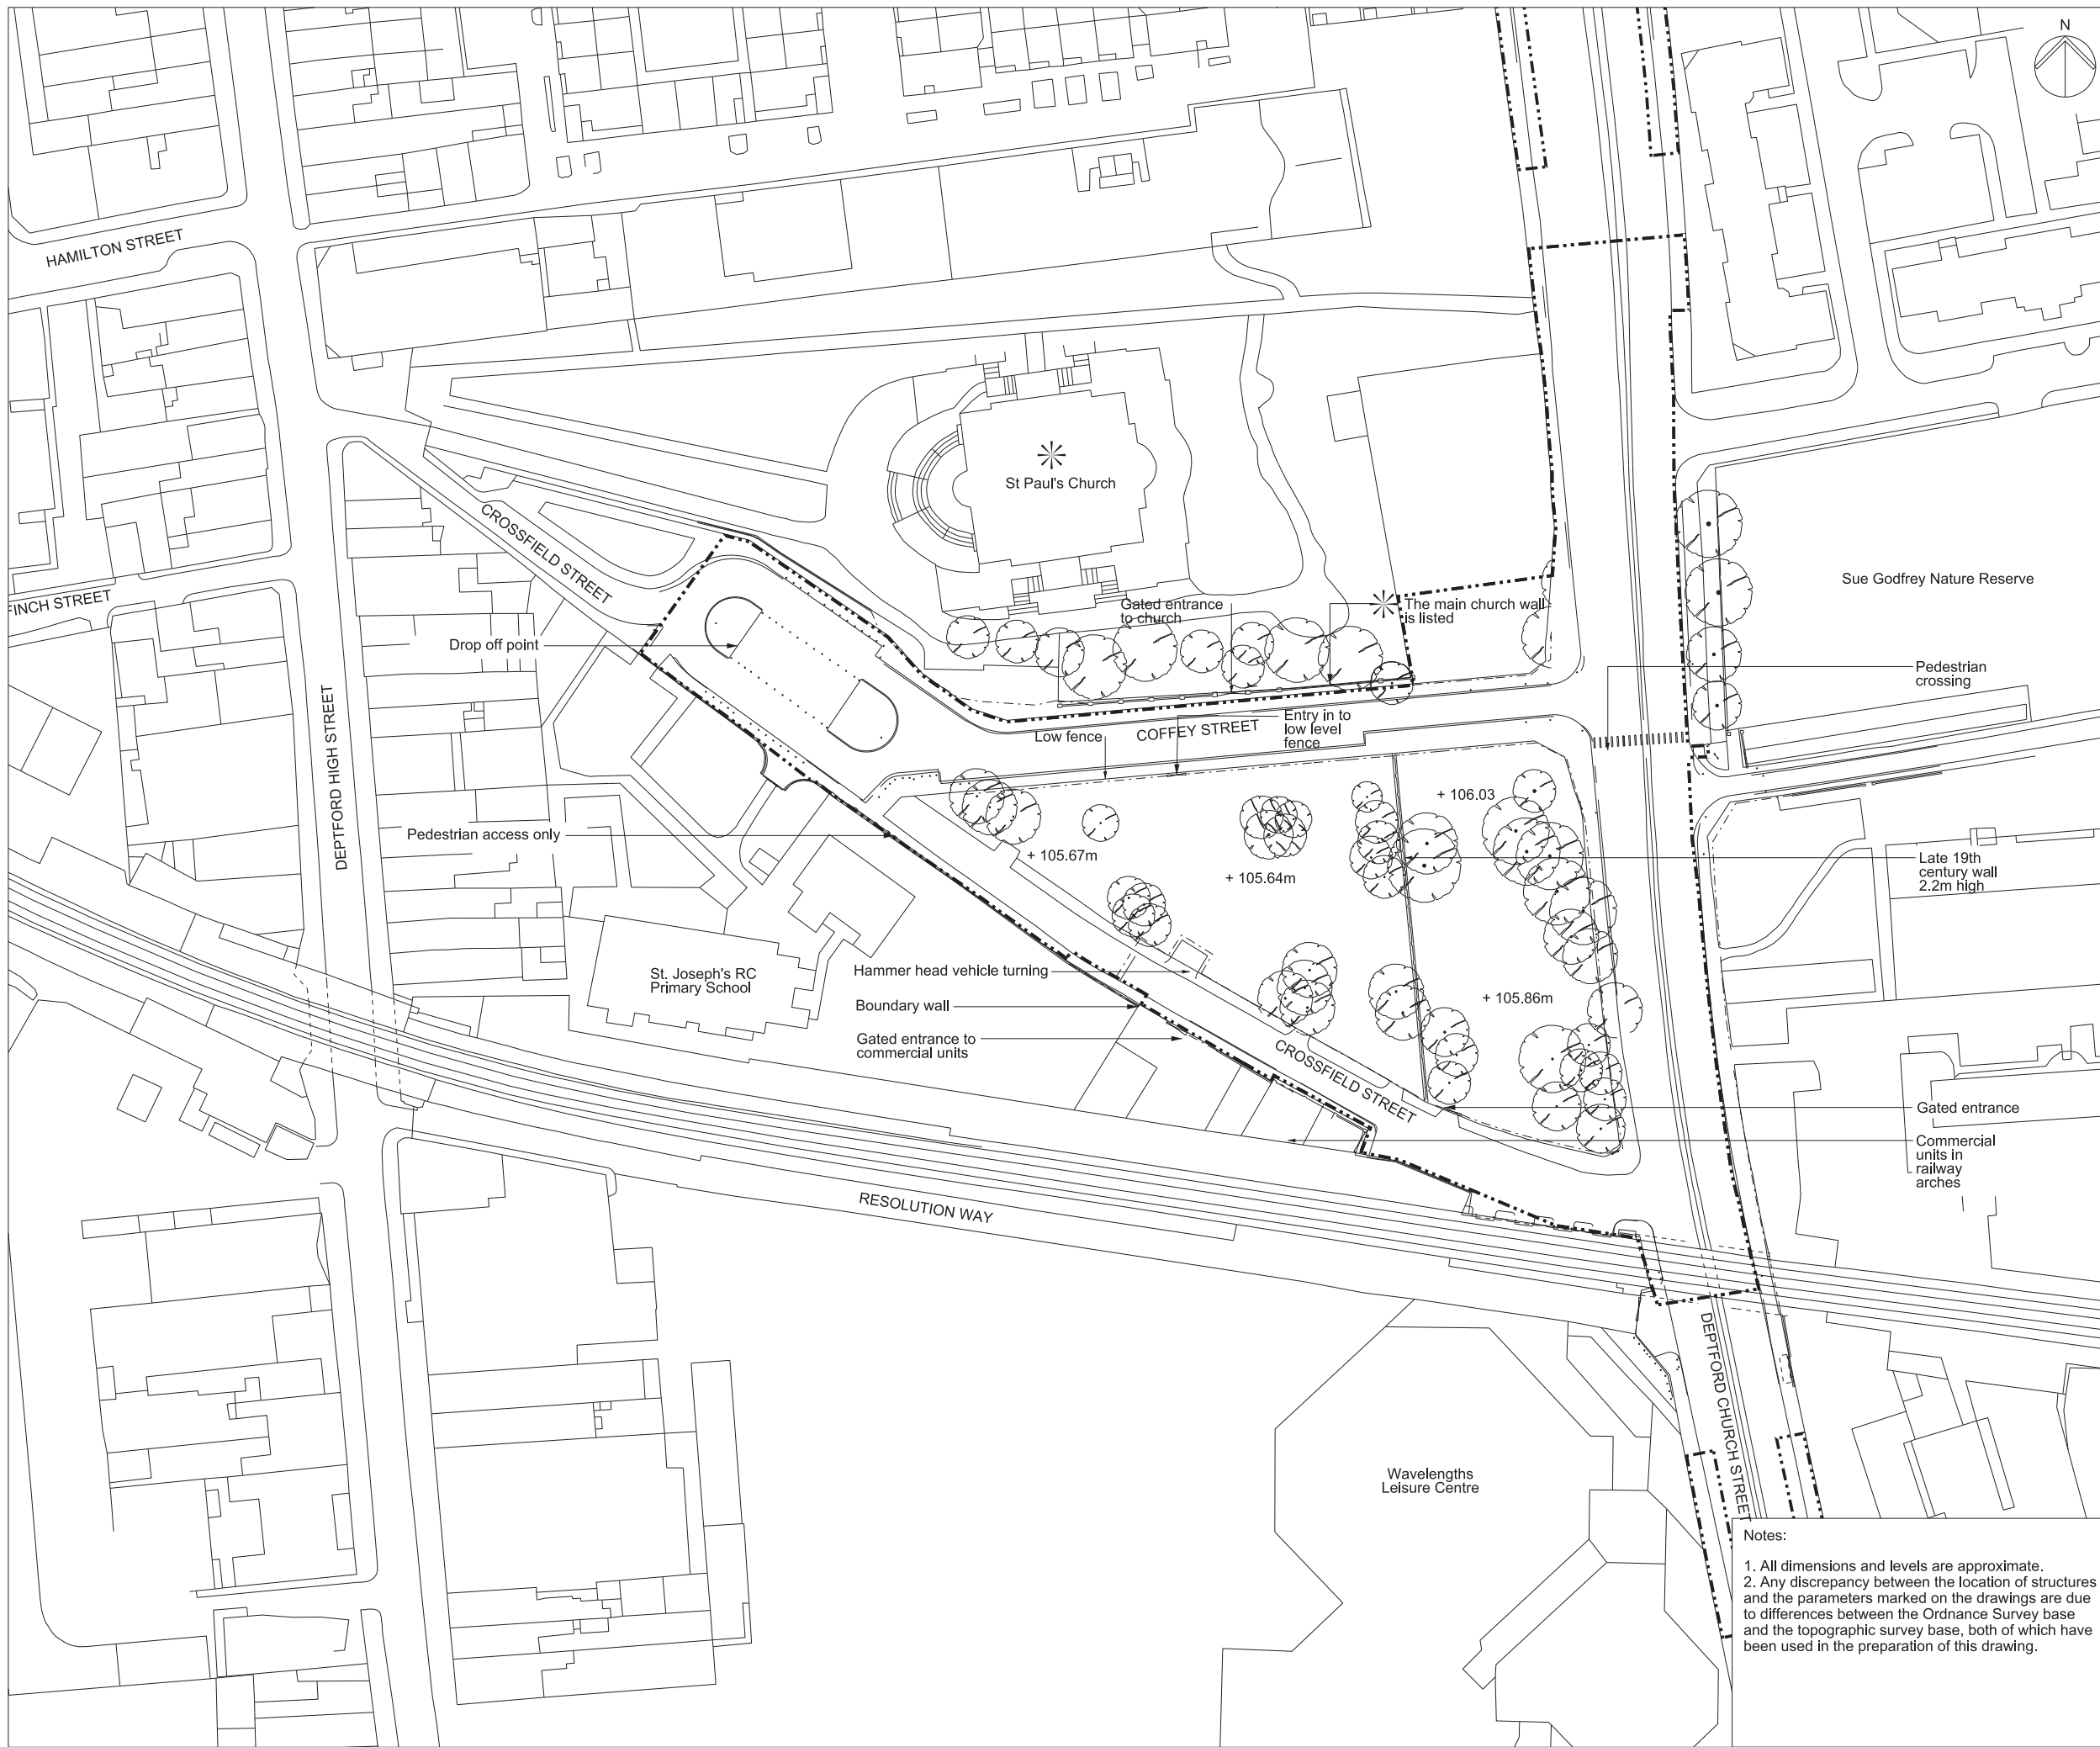 N
HAMILTON STREET
St Paul's Church
CROSSFIELD STREET
FINCH STREET
Sue Godfrey Nature Reserve
Gated entrance
to church
The main church wall
is listed
Drop off point
Pedestrian
crossing
Entry in to
low level
fence
Low fence
COFFEY STREET
DEPTFORD HIGH STREET
+ 106.03
Pedestrian access only
+ 105.67m
+ 105.64m
Late 19th
century wall
2.2m high
St. Joseph's RC
Primary School
Hammer head vehicle turning
Boundary wall
+ 105.86m
Gated entrance to
commercial units
CROSSFIELD STREET
Gated entrance
Commercial
units in
railway
arches
RESOLUTION WAY
DEPTFORD CHURCH STREET
Wavelengths
Leisure Centre
Notes:
1. All dimensions and levels are approximate.
2. Any discrepancy between the location of structures
and the parameters marked on the drawings are due
to differences between the Ordnance Survey base
and the topographic survey base, both of which have
been used in the preparation of this drawing.